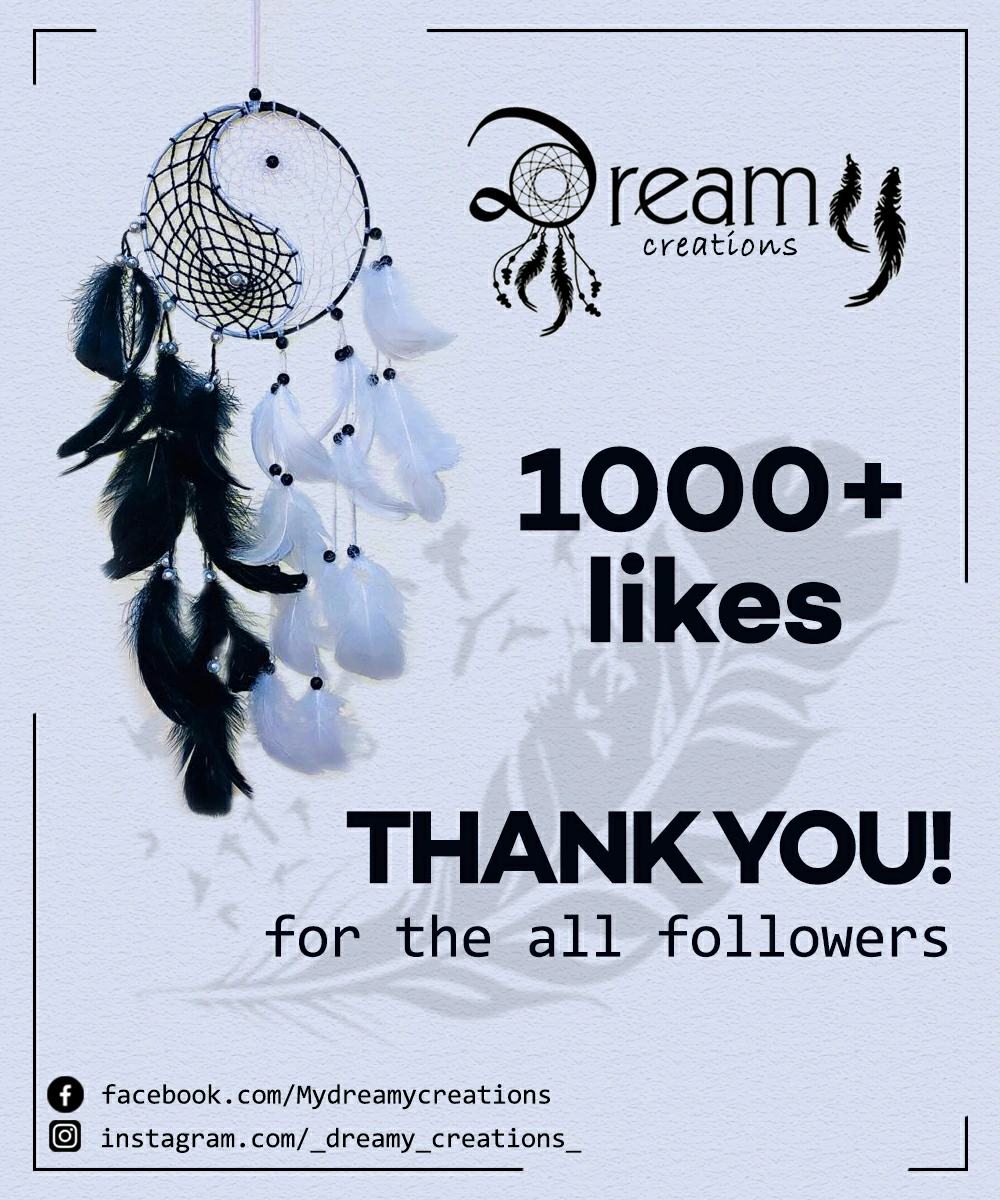 Dreamy
creations
1000+
likes
THANK YOU!
for the all followers
facebook.com/Mydreamycreations
instagram.com/_dreamy_creations_